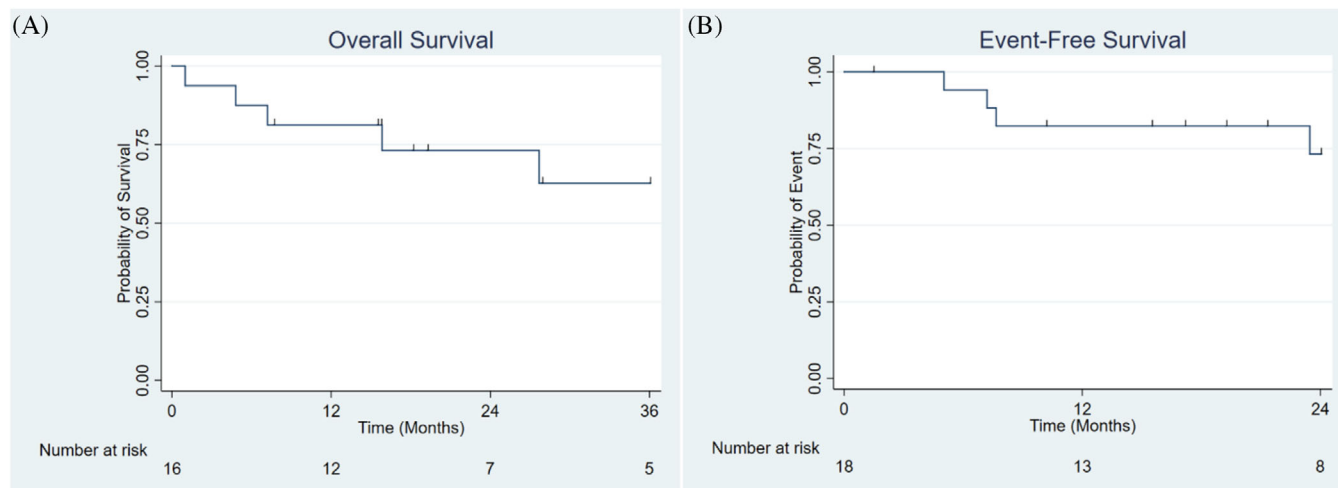 (A)
Overall Survival
Probability of Survival
1.00
0.75
0.50
0.25
0.00
0 12 24 36
Time (Months)
Number at risk
16 12 7 5
(B)
Event-Free Survival
Probability of Event
1.00
0.75
0.50
0.25
0.00
0 12 24
Time (Months)
Number at risk
18 13 8